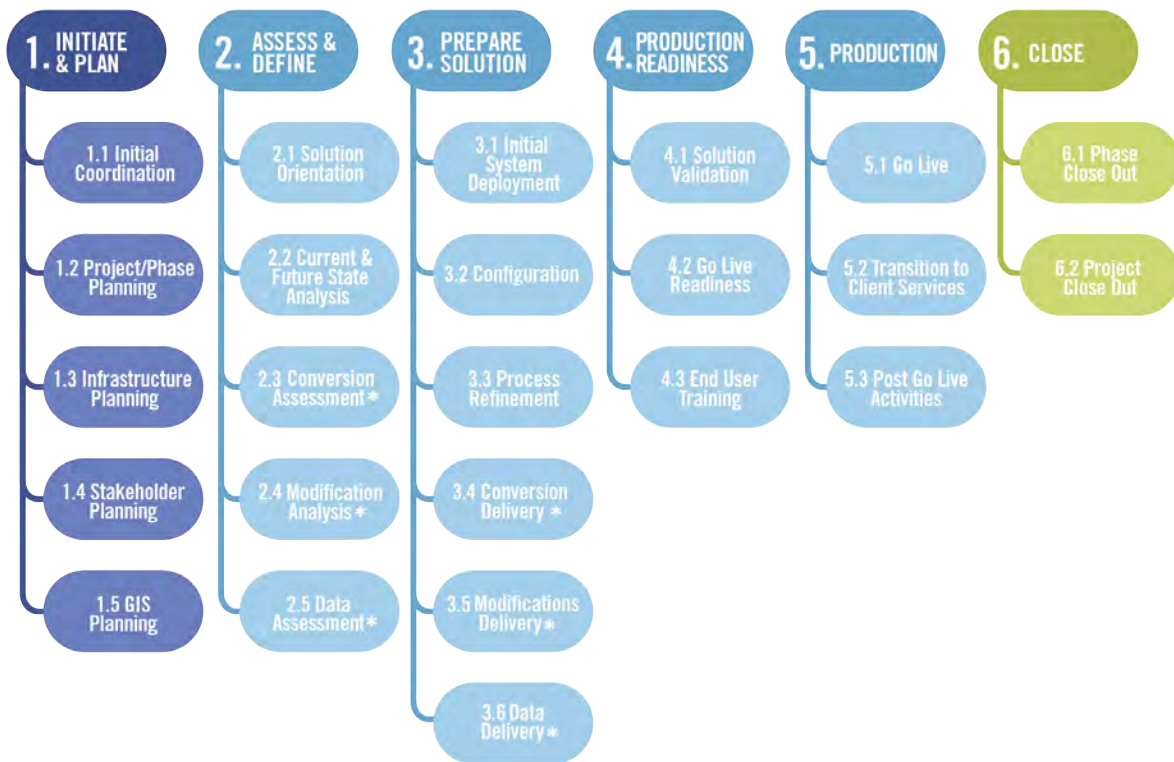 1. INITIATE
& PLAN
1.1 Initial
Coordination
1.2 Project/Phase
Planning
1.3 Infrastructure
Planning
1.4 Stakeholder
Planning
1.5 GIS
Planning
2. ASSESS &
DEFINE
2.1 Solution
Orientation
2.2 Current &
Future State
Analysis
2.3 Conversion
Assessment*
2.4 Modification
Analysis*
2.5 Data
Assessment*
3. PREPARE
SOLUTION
3.1 Initial
System
Deployment
3.2 Configuration
3.3 Process
Refinement
3.4 Conversion
Delivery *
3.5 Modifications
Delivery*
3.6 Data
Delivery*
4. PRODUCTION
READINESS
4.1 Solution
Validation
4.2 Go Live
Readiness
4.3 End User
Training
5. PRODUCTION
5.1 Go Live
5.2 Transition to
Client Services
5.3 Post Go Live
Activities
6. CLOSE
6.1 Phase
Close Out
6.2 Project
Close Out